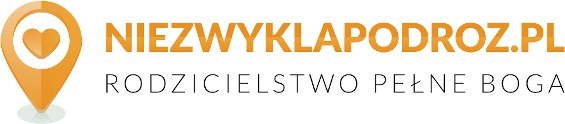 NIEZWYKLAPODROZ.PL
RODZICIELSTWO PEŁNE BOGA